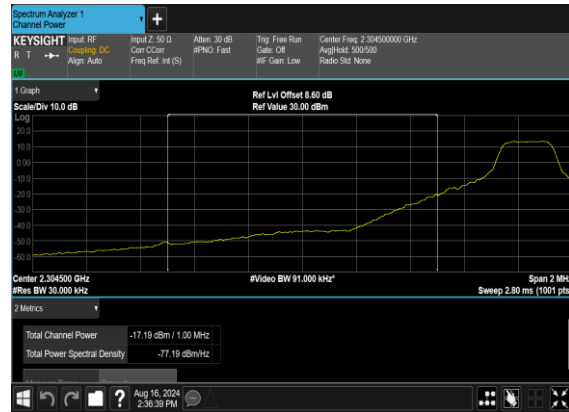 Spectrum Analyzer 1
Channel Power
KEYSIGHT Input: RF Input Z: 50 Ω Atten: 30 dB Trig: Free Run Center Freq: 2.304500000 GHz
R T Coupling: DC Corr CCorr #PNO: Fast Gate: Off Avg|Hold: 500/500
Align: Auto Freq Ref: Int (S) #IF Gain: Low Radio Std: None
1 Graph Ref Lvl Offset 8.60 dB
Scale/Div 10.0 dB Ref Value 30.00 dBm
Log
20.0
10.0
0.00
-10.0
-20.0
-30.0
-40.0
-50.0
-60.0
Center 2.304500 GHz #Video BW 91.000 kHz* Span 2 MH
#Res BW 30.000 kHz Sweep 2.80 ms (1001 pts
2 Metrics
Total Channel Power -17.19 dBm / 1.00 MHz
Total Power Spectral Density -77.19 dBm/Hz
Aug 16, 2024
2:36:39 PM